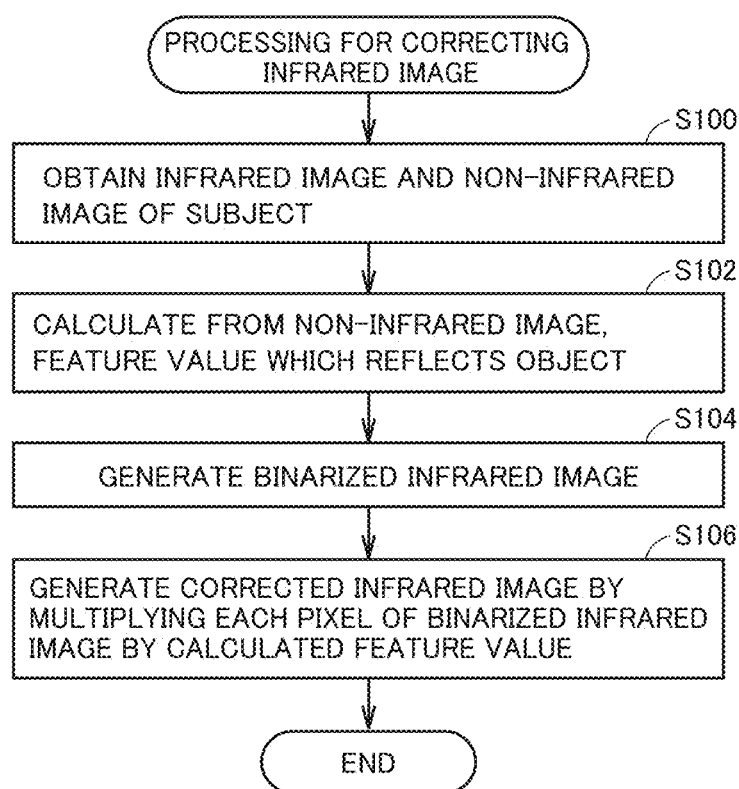 PROCESSING FOR CORRECTING
INFRARED IMAGE
S100
OBTAIN INFRARED IMAGE AND NON-INFRARED
IMAGE OF SUBJECT
S102
CALCULATE FROM NON-INFRARED IMAGE,
FEATURE VALUE WHICH REFLECTS OBJECT
S104
GENERATE BINARIZED INFRARED IMAGE
S106
GENERATE CORRECTED INFRARED IMAGE BY
MULTIPLYING EACH PIXEL OF BINARIZED INFRARED
IMAGE BY CALCULATED FEATURE VALUE
END